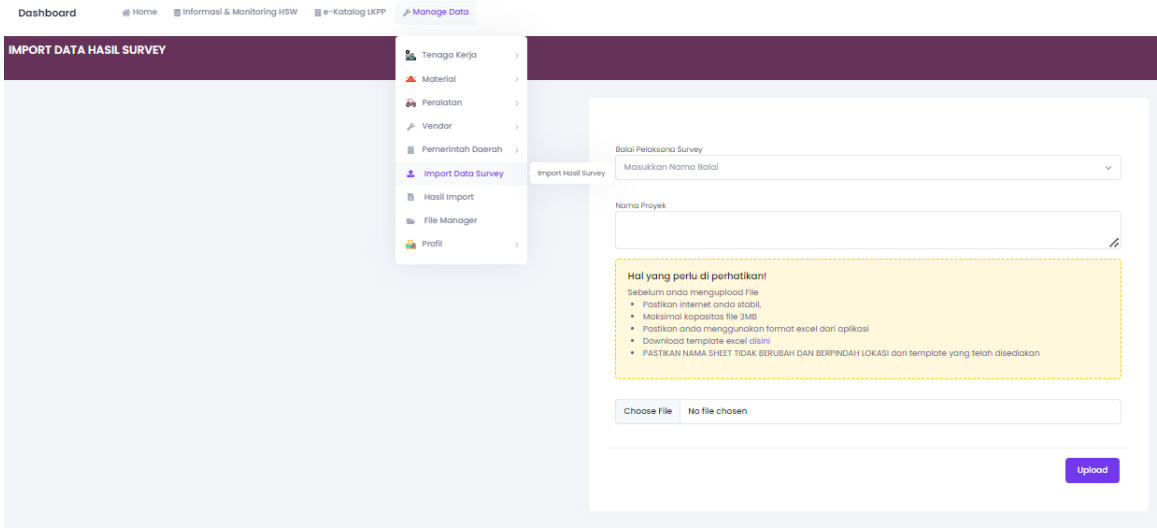 Dashboard
Home
Informasi & Monitoring HSW
e-Katalog LKPP
Manage Data
IMPORT DATA HASIL SURVEY
Tenaga Kerja
Material
Peralatan
Vendor
Pemerintah Daerah
Import Data Survey
Import Hasil Survey
Hasil Import
File Manager
Profil
Balai Pelaksana Survey
Masukkan Nama Balai
Nama Proyek
Hal yang perlu di perhatikan!
Sebelum anda mengupload File
Pastikan internet anda stabil,
Maksimal kapasitas file 3MB
Pastikan anda menggunakan format excel dari aplikasi
Download template excel disini
PASTIKAN NAMA SHEET TIDAK BERUBAH DAN BERPINDAH LOKASI dari template yang telah disediakan
Choose File
No file chosen
Upload